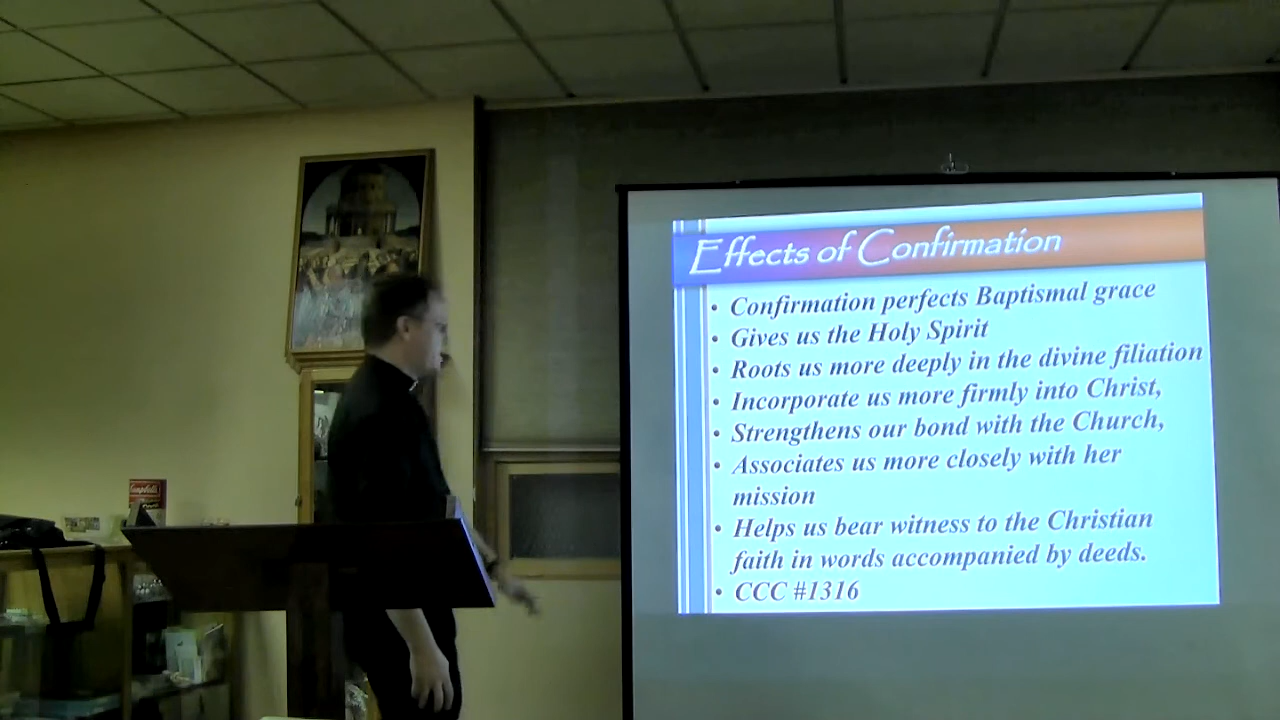 Effects of Confirmation
• Confirmation perfects Baptismal grace
• Gives us the Holy Spirit
• Roots us more deeply in the divine filiation
• Incorporate us more firmly into Christ,
• Strengthens our bond with the Church,
• Associates us more closely with her
mission
• Helps us bear witness to the Christian
faith in words accompanied by deeds.
• CCC #1316
Campbell's